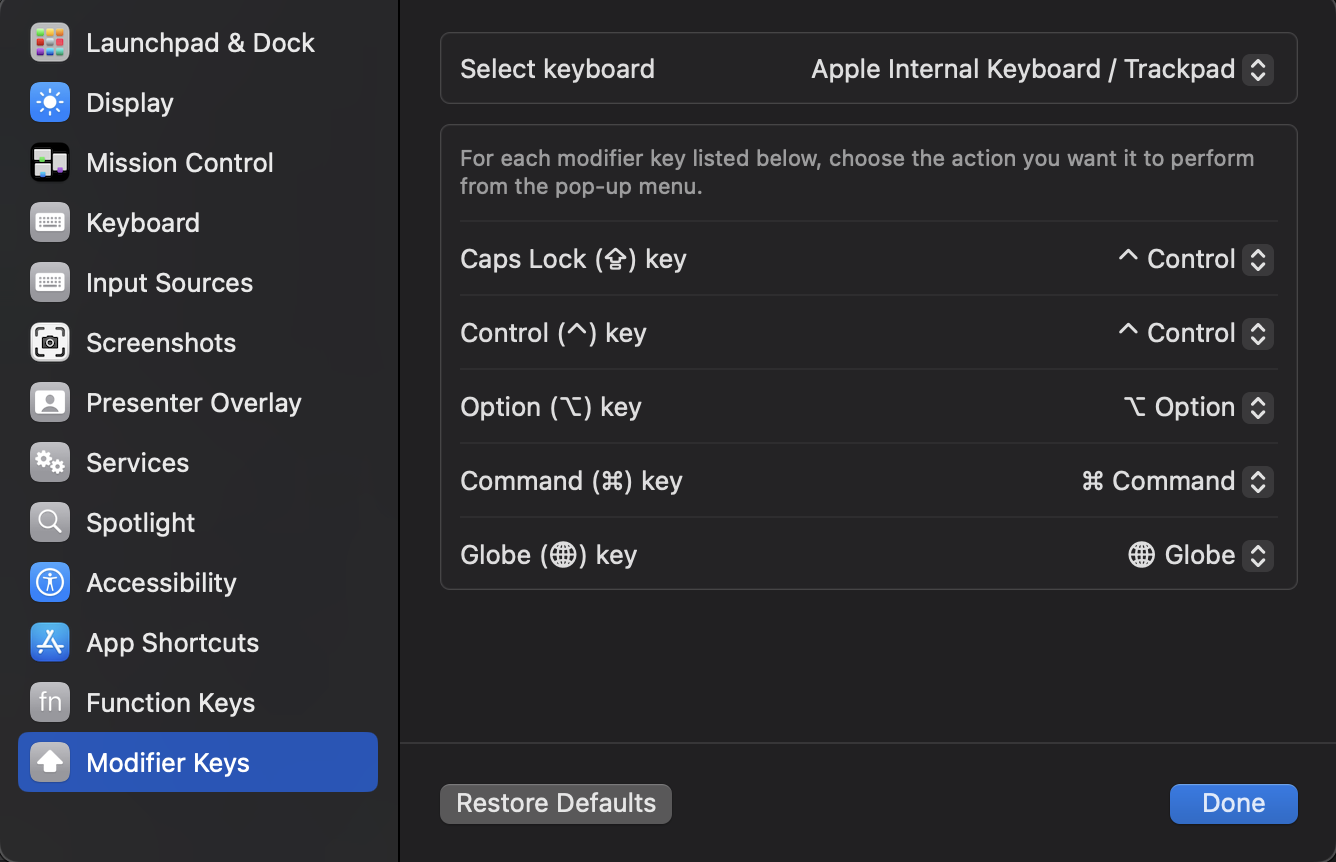 Launchpad & Dock
Display
Mission Control
Keyboard
Input Sources
Screenshots
Presenter Overlay
Services
Spotlight
Accessibility
App Shortcuts
fn Function Keys
Modifier Keys
Select keyboard Apple Internal Keyboard / Trackpad
For each modifier key listed below, choose the action you want it to perform
from the pop-up menu.
Caps Lock (⇪) key ⌃ Control
Control (⌃) key ⌃ Control
Option (⌥) key ⌥ Option
Command (⌘) key ⌘ Command
Globe (🌐) key 🌐 Globe
Restore Defaults Done